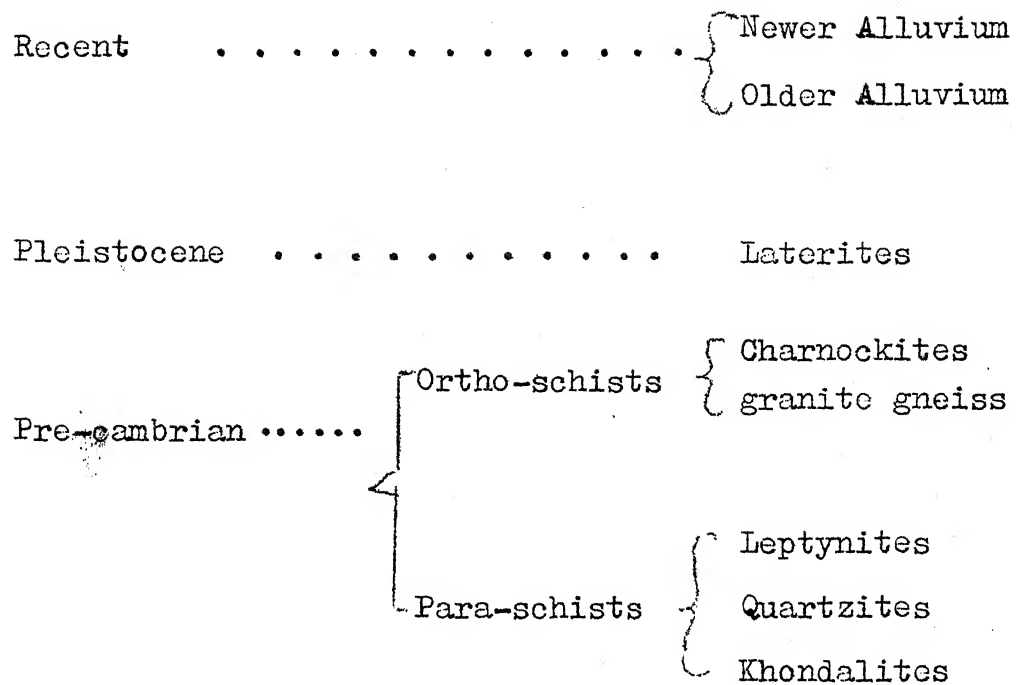 Recent . . . . . . . . . . . . . Newer Alluvium
Older Alluvium
Pleistocene . . . . . . . . . . . Laterites
Ortho-schists Charnockites
granite gneiss
Pre-cambrian ......
Leptynites
Para-schists Quartzites
Khondalites